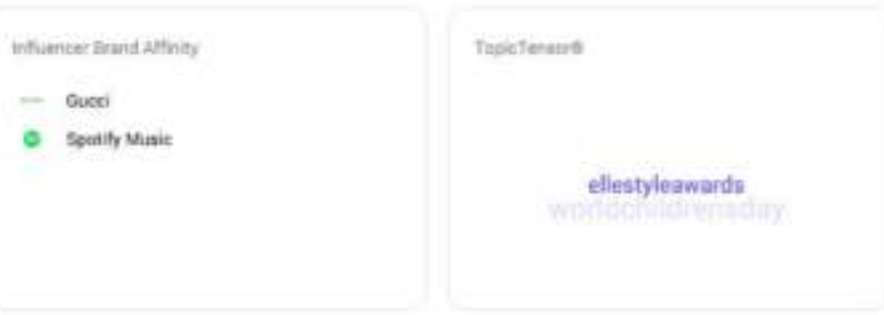 Influencer Brand Affinity
Gucci
Spotify Music
TopicTensor®
ellestyleawards
worldchildrensday